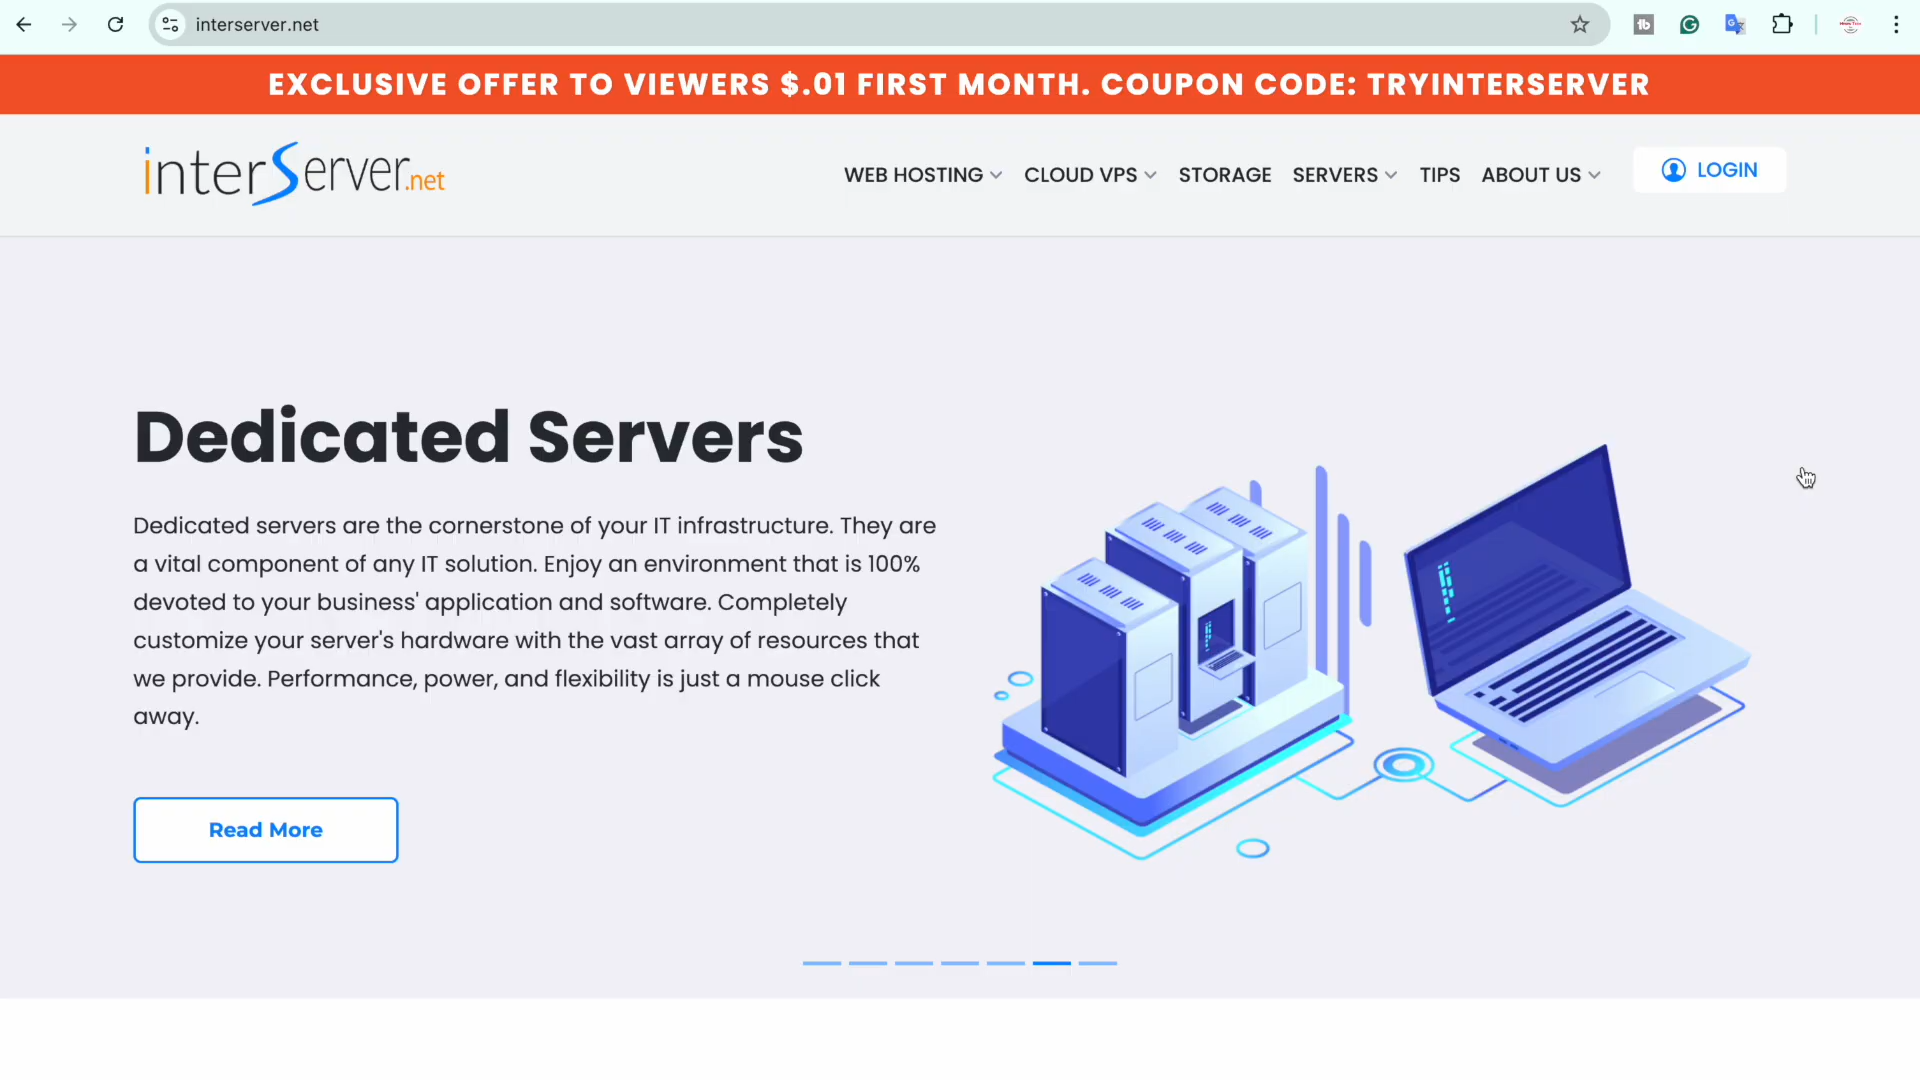 interserver.net
EXCLUSIVE OFFER TO VIEWERS $.01 FIRST MONTH. COUPON CODE: TRYINTERSERVER
interServer.net
WEB HOSTING
CLOUD VPS
STORAGE
SERVERS
TIPS
ABOUT US
LOGIN
Dedicated Servers
Dedicated servers are the cornerstone of your IT infrastructure. They are
a vital component of any IT solution. Enjoy an environment that is 100%
devoted to your business' application and software. Completely
customize your server's hardware with the vast array of resources that
we provide. Performance, power, and flexibility is just a mouse click
away.
Read More